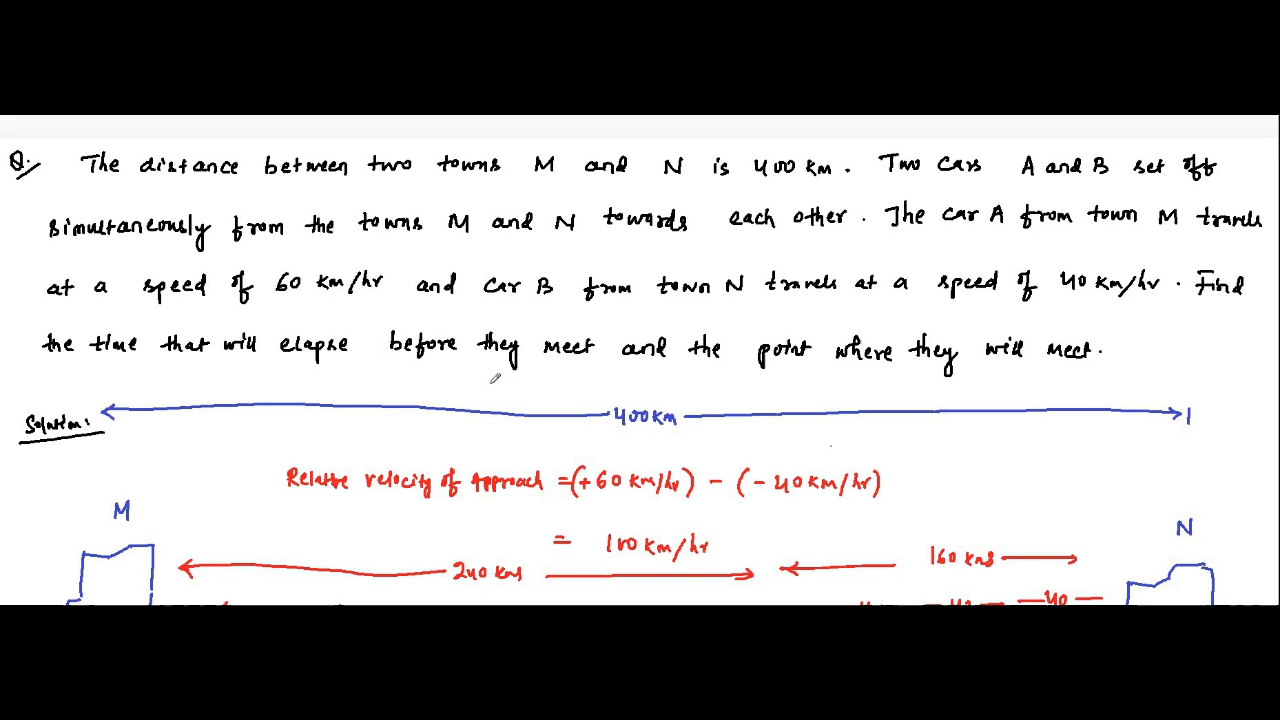 Q. The distance between two towns M and N is 400 km. Two cars A and B set off
simultaneously from the towns M and N towards each other. The car A from town M travels
at a speed of 60 km/hr and car B from town N travels at a speed of 40 km/hr. Find
the time that will elapse before they meet and the point where they will meet.
Solution:
400 km
Relative velocity of approach = (+60 km/hr) - (-40 km/hr)
M
N
= 100 km/hr
160 kms
240 kms
40